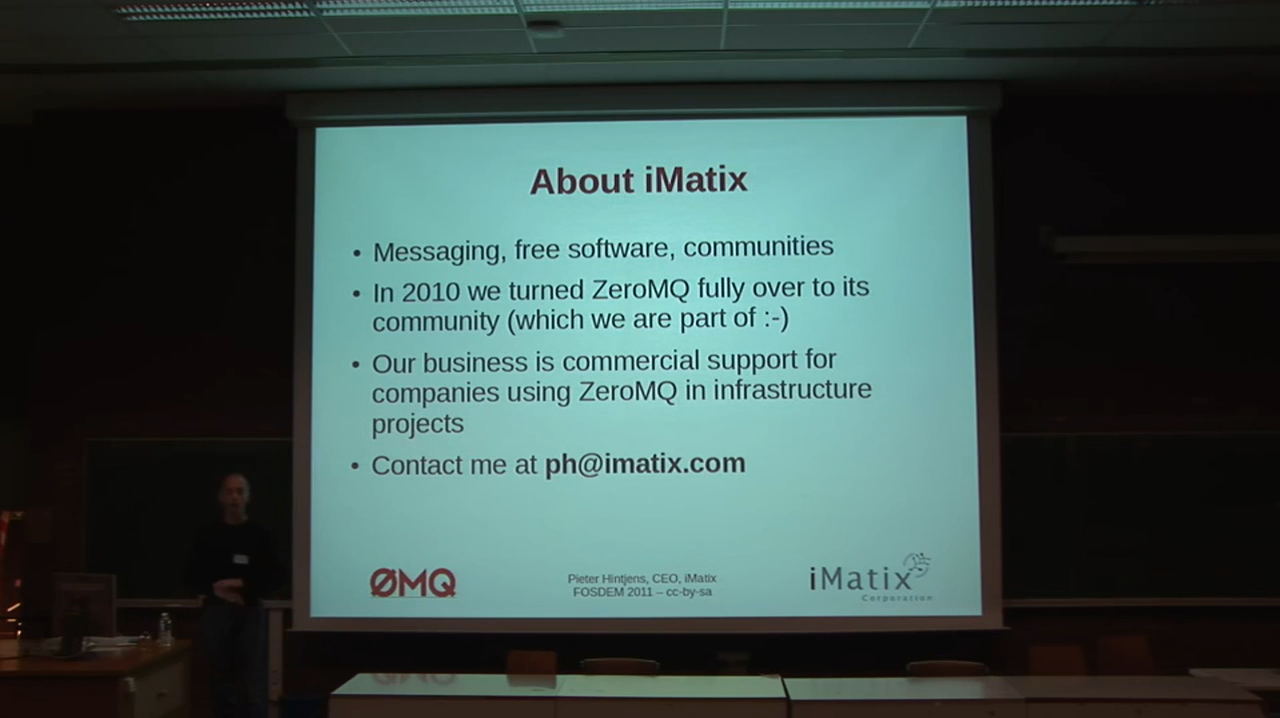 About iMatix
• Messaging, free software, communities
• In 2010 we turned ZeroMQ fully over to its
community (which we are part of :-)
• Our business is commercial support for
companies using ZeroMQ in infrastructure
projects
• Contact me at ph@imatix.com
ØMQ
Pieter Hintjens, CEO, iMatix
FOSDEM 2011 – cc-by-sa
iMatix
Corporation